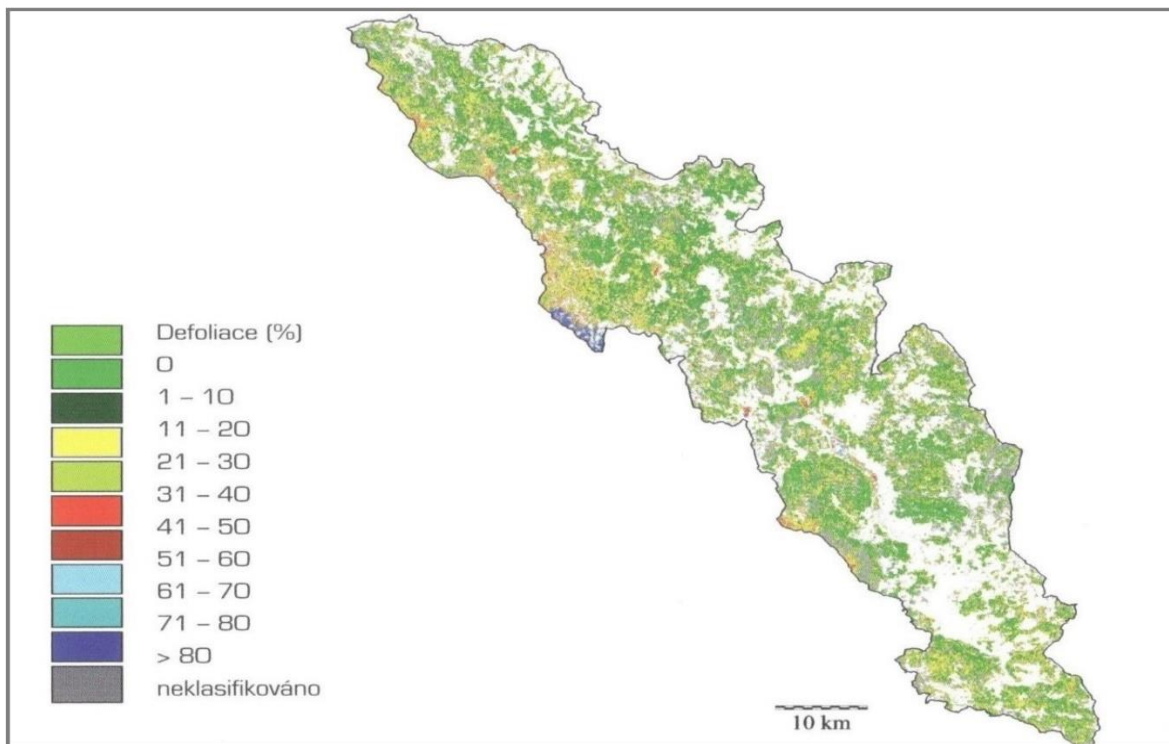 Defoliace (%)
0
1 – 10
11 – 20
21 – 30
31 – 40
41 – 50
51 – 60
61 – 70
71 – 80
> 80
neklasifikováno
10 km